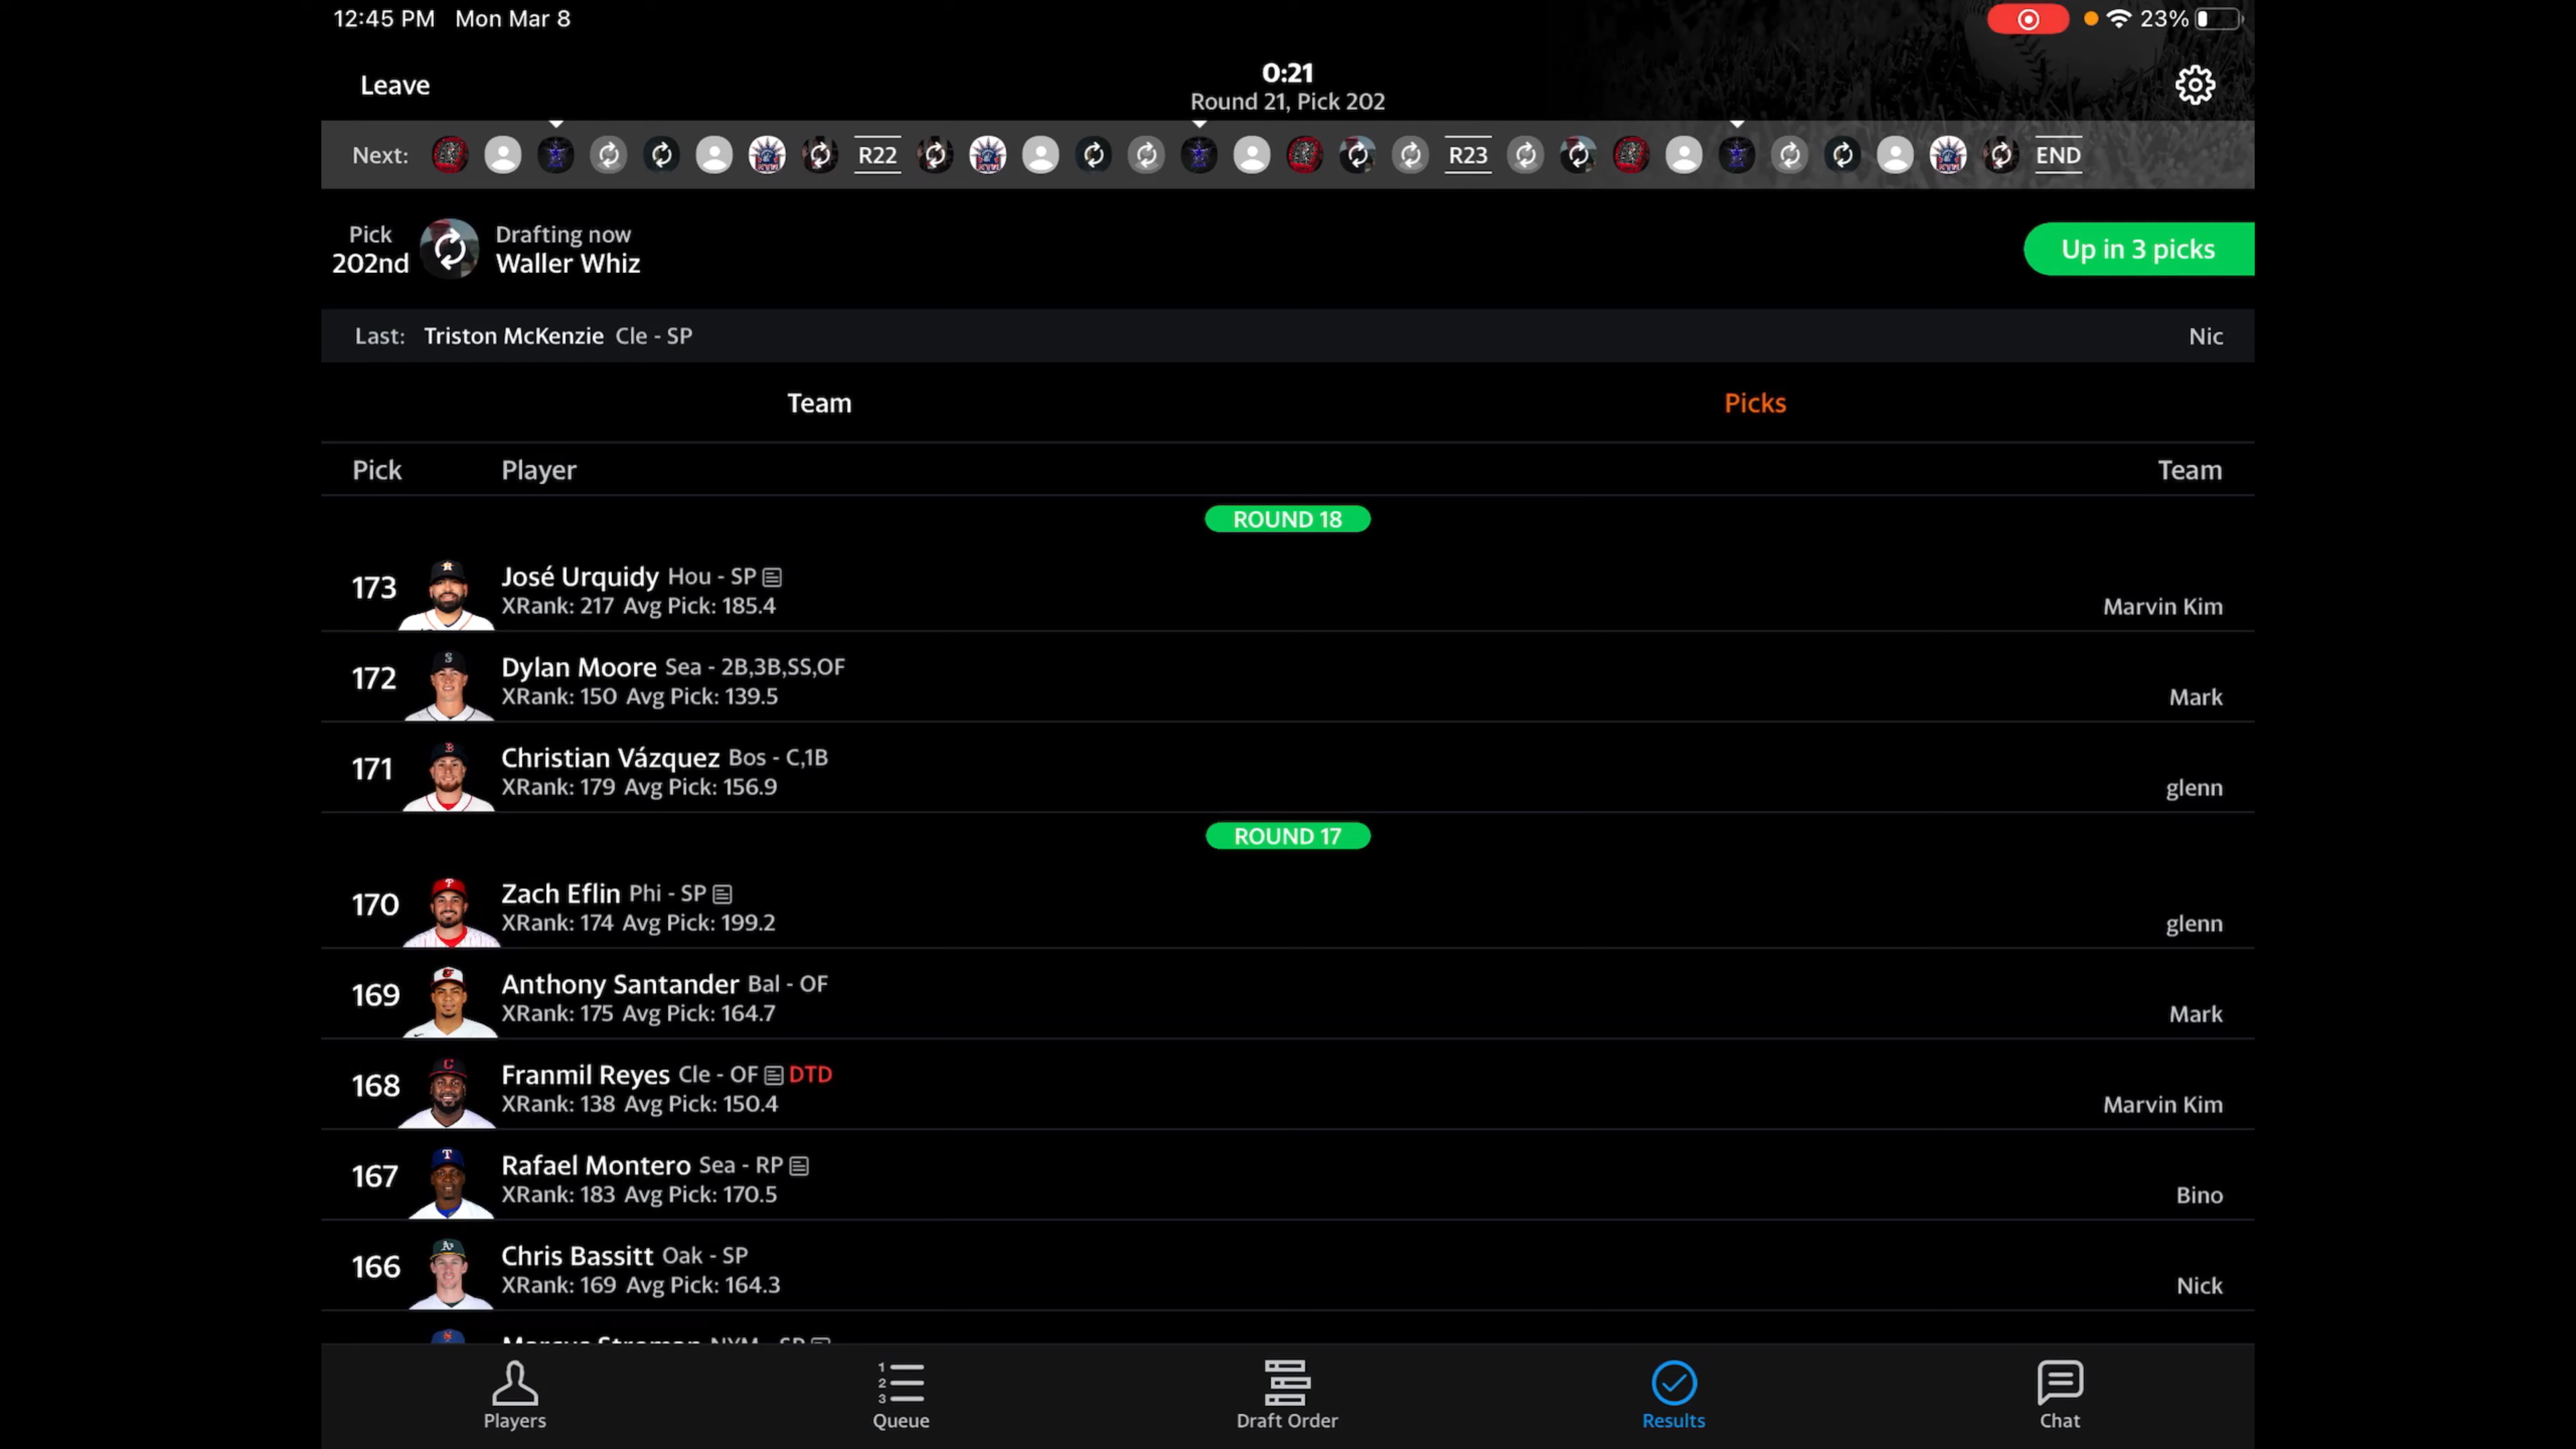 12:45 PM Mon Mar 8
23%
Leave
0:21
Round 21, Pick 202
Next:
R22
R23
END
Pick
202nd
Drafting now
Waller Whiz
Up in 3 picks
Last: Triston McKenzie Cle - SP
Nic
Team
Picks
Pick Player Team
ROUND 18
173 José Urquidy Hou - SP
XRank: 217 Avg Pick: 185.4
Marvin Kim
172 Dylan Moore Sea - 2B,3B,SS,OF
XRank: 150 Avg Pick: 139.5
Mark
171 Christian Vázquez Bos - C,1B
XRank: 179 Avg Pick: 156.9
glenn
ROUND 17
170 Zach Eflin Phi - SP
XRank: 174 Avg Pick: 199.2
glenn
169 Anthony Santander Bal - OF
XRank: 175 Avg Pick: 164.7
Mark
168 Franmil Reyes Cle - OF DTD
XRank: 138 Avg Pick: 150.4
Marvin Kim
167 Rafael Montero Sea - RP
XRank: 183 Avg Pick: 170.5
Bino
166 Chris Bassitt Oak - SP
XRank: 169 Avg Pick: 164.3
Nick
Marcus Stroman NYM - SP
Players
Queue
Draft Order
Results
Chat